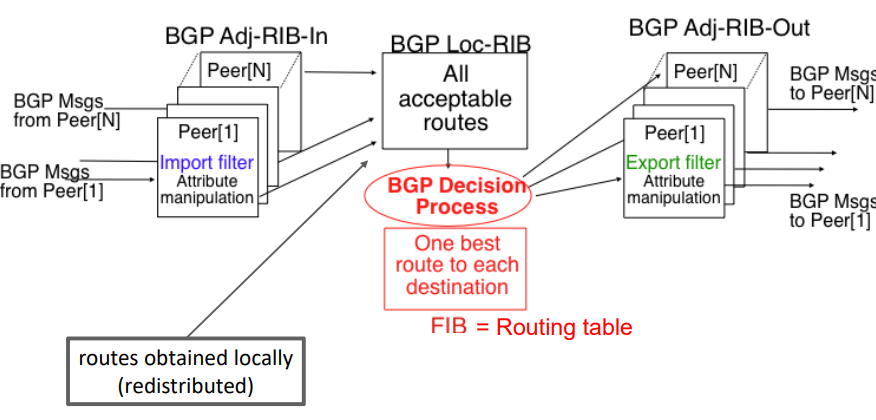 BGP Adj-RIB-In
Peer[N]
BGP Msgs
from Peer[N]
Peer[1]
Import filter
Attribute
manipulation
BGP Msgs
from Peer[1]
BGP Loc-RIB
All
acceptable
routes
BGP Decision
Process
One best
route to each
destination
FIB = Routing table
BGP Adj-RIB-Out
Peer[N]
BGP Msgs
to Peer[N]
Peer[1]
Export filter
Attribute
manipulation
BGP Msgs
to Peer[1]
routes obtained locally
(redistributed)